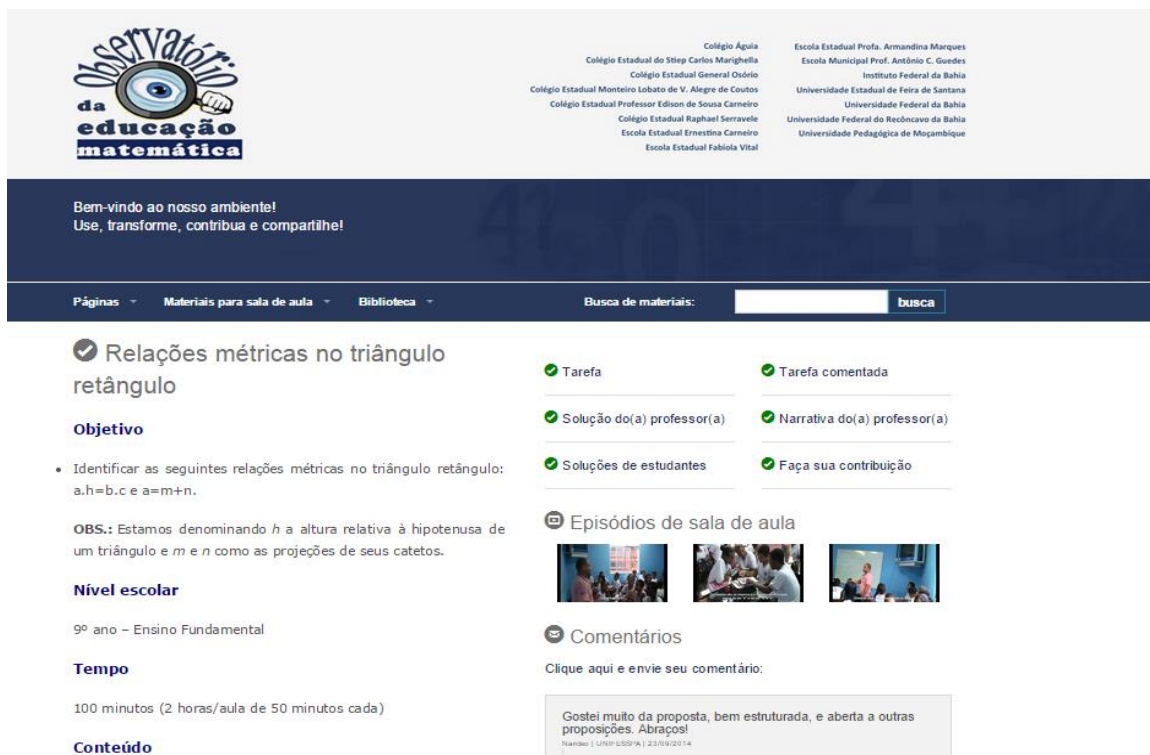 Observatório
da
educação
matemática
Colégio Águia
Colégio Estadual do Stiep Carlos Marighella
Colégio Estadual General Osório
Colégio Estadual Monteiro Lobato de V. Alegre de Coutos
Colégio Estadual Professor Edison de Sousa Carneiro
Colégio Estadual Raphael Serravele
Escola Estadual Ernestina Carneiro
Escola Estadual Fabíola Vital
Escola Estadual Profa. Armandina Marques
Escola Municipal Prof. Antônio C. Guedes
Instituto Federal da Bahia
Universidade Estadual de Feira de Santana
Universidade Federal da Bahia
Universidade Federal do Recôncavo da Bahia
Universidade Pedagógica de Moçambique
Bem-vindo ao nosso ambiente!
Use, transforme, contribua e compartilhe!
Páginas
Materiais para sala de aula
Biblioteca
Busca de materiais:
busca
Relações métricas no triângulo
retângulo
Objetivo
• Identificar as seguintes relações métricas no triângulo retângulo:
a.h=b.c e a=m+n.
OBS.: Estamos denominando h a altura relativa à hipotenusa de
um triângulo e m e n como as projeções de seus catetos.
Nível escolar
9º ano – Ensino Fundamental
Tempo
100 minutos (2 horas/aula de 50 minutos cada)
Conteúdo
Tarefa
Tarefa comentada
Solução do(a) professor(a)
Narrativa do(a) professor(a)
Soluções de estudantes
Faça sua contribuição
Episódios de sala de aula
Comentários
Clique aqui e envie seu comentário:
Gostei muito da proposta, bem estruturada, e aberta a outras
proposições. Abraços!
Nandeo | UNIFESSPA | 23/09/2014